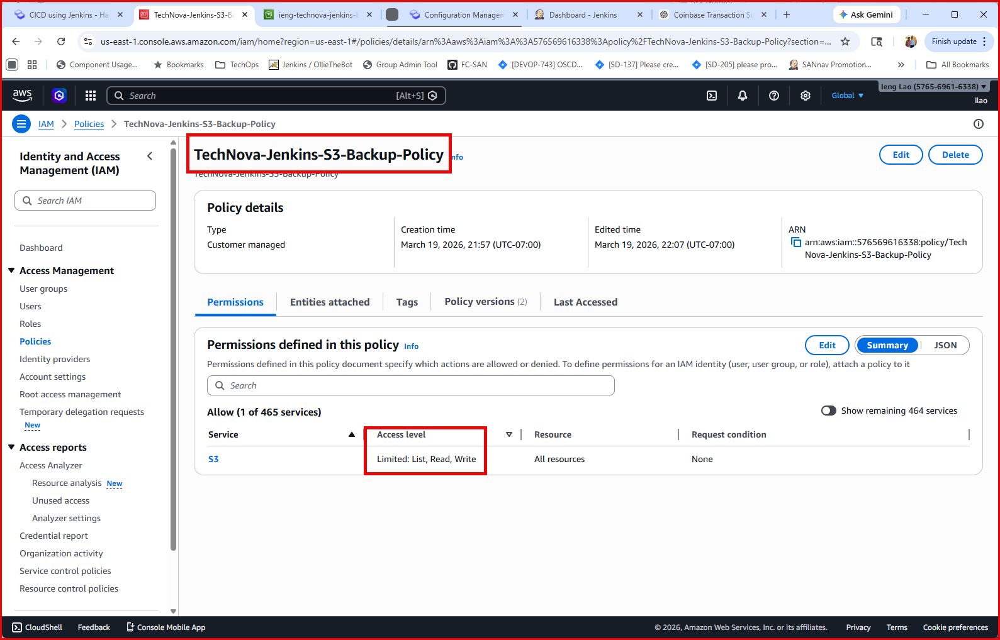 CICD using Jenkins - Ha
TechNova-Jenkins-S3-Ba
ieng-technova-jenkins-b
Configuration Managem
Dashboard - Jenkins
Coinbase Transaction Su
Ask Gemini
us-east-1.console.aws.amazon.com/iam/home?region=us-east-1#/policies/details/arn%3Aaws%3Aiam%3A%3A576569616338%3Apolicy%2FTechNova-Jenkins-S3-Backup-Policy?section=...
Finish update
Component Usage...
Bookmarks
TechOps
Jenkins / OllieTheBot
Group Admin Tool
FC-SAN
[DEVOP-743] OSCD...
[SD-137] Please cre...
[SD-205] please pro...
SANnav Promotion...
All Bookmarks
aws
Search
[Alt+S]
Global
Ieng Lao (5765-6961-6338)
ilao
IAM
Policies
TechNova-Jenkins-S3-Backup-Policy
Identity and Access
Management (IAM)
Search IAM
Dashboard
Access Management
User groups
Users
Roles
Policies
Identity providers
Account settings
Root access management
Temporary delegation requests
New
Access reports
Access Analyzer
Resource analysis New
Unused access
Analyzer settings
Credential report
Organization activity
Service control policies
Resource control policies
TechNova-Jenkins-S3-Backup-Policy
nfo
TechNova-Jenkins-S3-Backup-Policy
Edit
Delete
Policy details
Type
Customer managed
Creation time
March 19, 2026, 21:57 (UTC-07:00)
Edited time
March 19, 2026, 22:07 (UTC-07:00)
ARN
arn:aws:iam::576569616338:policy/Tech
Nova-Jenkins-S3-Backup-Policy
Permissions
Entities attached
Tags
Policy versions (2)
Last Accessed
Permissions defined in this policy Info
Edit
Summary
JSON
Permissions defined in this policy document specify which actions are allowed or denied. To define permissions for an IAM identity (user, user group, or role), attach a policy to it
Search
Allow (1 of 465 services)
Show remaining 464 services
Service
Access level
Resource
Request condition
S3
Limited: List, Read, Write
All resources
None
CloudShell
Feedback
Console Mobile App
© 2026, Amazon Web Services, Inc. or its affiliates.
Privacy
Terms
Cookie preferences